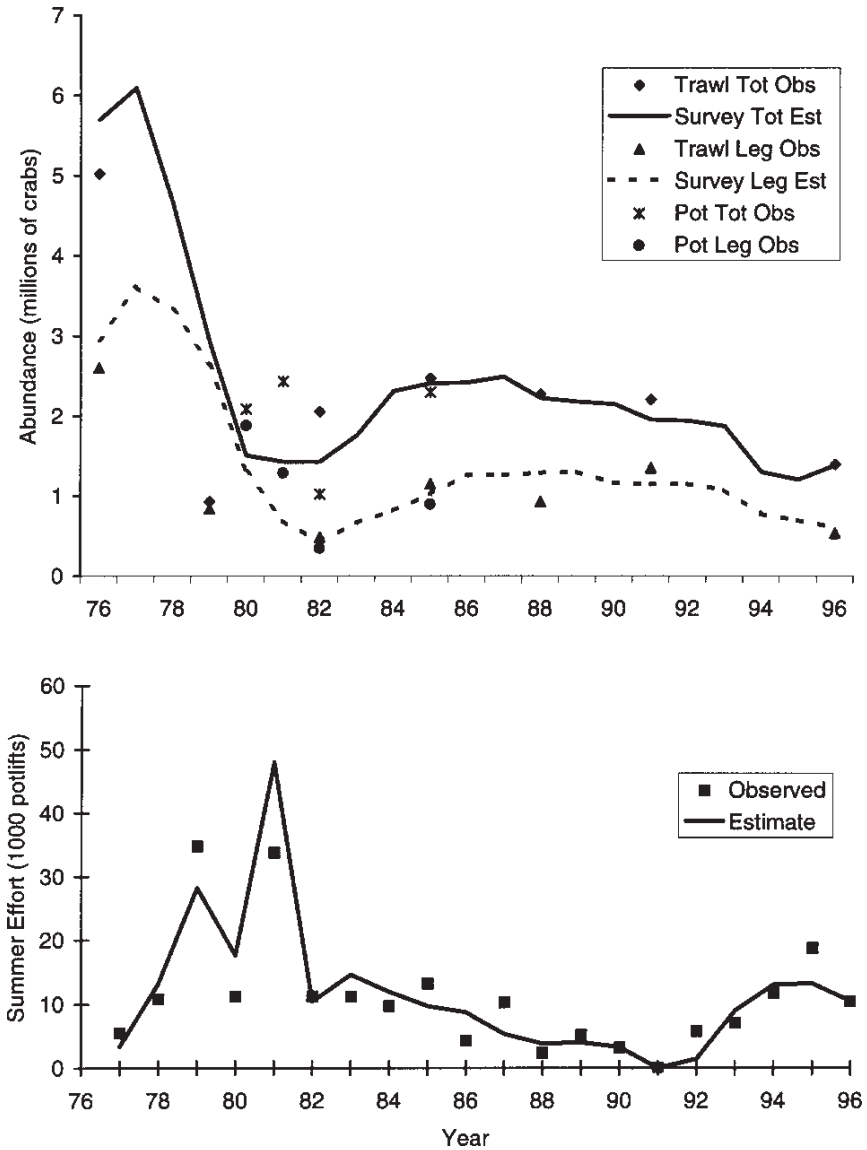 7
6
5
4
3
2
1
0
Abundance (millions of crabs)
Trawl Tot Obs
Survey Tot Est
Trawl Leg Obs
Survey Leg Est
Pot Tot Obs
Pot Leg Obs
76 78 80 82 84 86 88 90 92 94 96
60
50
40
30
20
10
0
Summer Effort (1000 potlifts)
Observed
Estimate
76 78 80 82 84 86 88 90 92 94 96
Year